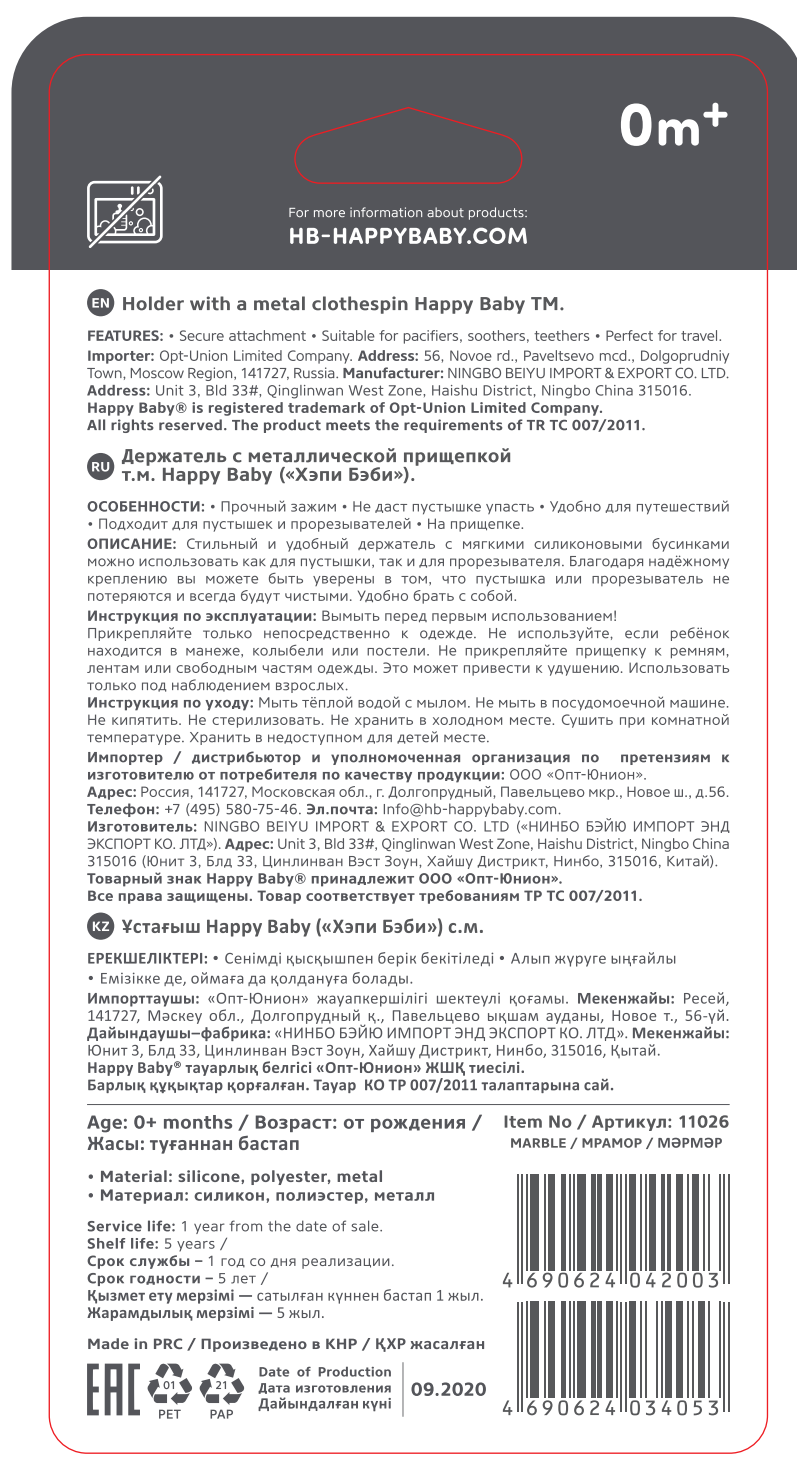 0m+
For more information about products:
HB-HAPPYBABY.COM
EN Holder with a metal clothespin Happy Baby TM.
FEATURES: • Secure attachment • Suitable for pacifiers, soothers, teethers • Perfect for travel.
Importer: Opt-Union Limited Company. Address: 56, Novoe rd., Paveltsevo mcd., Dolgoprudniy
Town, Moscow Region, 141727, Russia. Manufacturer: NINGBO BEIYU IMPORT & EXPORT CO. LTD.
Address: Unit 3, Bld 33#, Qinglinwan West Zone, Haishu District, Ningbo China 315016.
Happy Baby® is registered trademark of Opt-Union Limited Company.
All rights reserved. The product meets the requirements of TR TC 007/2011.
RU Держатель с металлической прищепкой
т.м. Happy Baby («Хэпи Бэби»).
ОСОБЕННОСТИ: • Прочный зажим • Не даст пустышке упасть • Удобно для путешествий
• Подходит для пустышек и прорезывателей • На прищепке.
ОПИСАНИЕ: Стильный и удобный держатель с мягкими силиконовыми бусинками
можно использовать как для пустышки, так и для прорезывателя. Благодаря надёжному
креплению вы можете быть уверены в том, что пустышка или прорезыватель не
потеряются и всегда будут чистыми. Удобно брать с собой.
Инструкция по эксплуатации: Вымыть перед первым использованием!
Прикрепляйте только непосредственно к одежде. Не используйте, если ребёнок
находится в манеже, колыбели или постели. Не прикрепляйте прищепку к ремням,
лентам или свободным частям одежды. Это может привести к удушению. Использовать
только под наблюдением взрослых.
Инструкция по уходу: Мыть тёплой водой с мылом. Не мыть в посудомоечной машине.
Не кипятить. Не стерилизовать. Не хранить в холодном месте. Сушить при комнатной
температуре. Хранить в недоступном для детей месте.
Импортер / дистрибьютор и уполномоченная организация по претензиям к
изготовителю от потребителя по качеству продукции: ООО «Опт-Юнион».
Адрес: Россия, 141727, Московская обл., г. Долгопрудный, Павельцево мкр., Новое ш., д.56.
Телефон: +7 (495) 580-75-46. Эл.почта: Info@hb-happybaby.com.
Изготовитель: NINGBO BEIYU IMPORT & EXPORT CO. LTD («НИНБО БЭЙЮ ИМПОРТ ЭНД
ЭКСПОРТ КО. ЛТД»). Адрес: Unit 3, Bld 33#, Qinglinwan West Zone, Haishu District, Ningbo China
315016 (Юнит 3, Блд 33, Цинлинван Вэст Зоун, Хайшу Дистрикт, Нинбо, 315016, Китай).
Товарный знак Happy Baby® принадлежит ООО «Опт-Юнион».
Все права защищены. Товар соответствует требованиям ТР ТС 007/2011.
KZ Ұстағыш Happy Baby («Хэпи Бэби») с.м.
ЕРЕКШЕЛІКТЕРІ: • Сенімді қысқышпен берік бекітіледі • Алып жүруге ыңғайлы
• Емізікке де, оймаға да қолдануға болады.
Импорттаушы: «Опт-Юнион» жауапкершілігі шектеулі қоғамы. Мекенжайы: Ресей,
141727, Мәскеу обл., Долгопрудный қ., Павельцево ықшам ауданы, Новое т., 56-үй.
Дайындаушы–фабрика: «НИНБО БЭЙЮ ИМПОРТ ЭНД ЭКСПОРТ КО. ЛТД». Мекенжайы:
Юнит 3, Блд 33, Цинлинван Вэст Зоун, Хайшу Дистрикт, Нинбо, 315016, Қытай.
Happy Baby® тауарлық белгісі «Опт-Юнион» ЖШҚ тиесілі.
Барлық құқықтар қорғалған. Тауар КО ТР 007/2011 талаптарына сай.
Age: 0+ months / Возраст: от рождения /
Жасы: туғаннан бастап
Item No / Артикул: 11026
MARBLE / МРАМОР / МӘРМӘР
• Material: silicone, polyester, metal
• Материал: силикон, полиэстер, металл
Service life: 1 year from the date of sale.
Shelf life: 5 years /
Срок службы – 1 год со дня реализации.
Срок годности – 5 лет /
Қызмет ету мерзімі — сатылған күннен бастап 1 жыл.
Жарамдылық мерзімі — 5 жыл.
4 690624 042003
Made in PRC / Произведено в КНР / ҚХР жасалған
EAC
01
PET
21
PAP
Date of Production
Дата изготовления
Дайындалған күні
09.2020
4 690624 034053